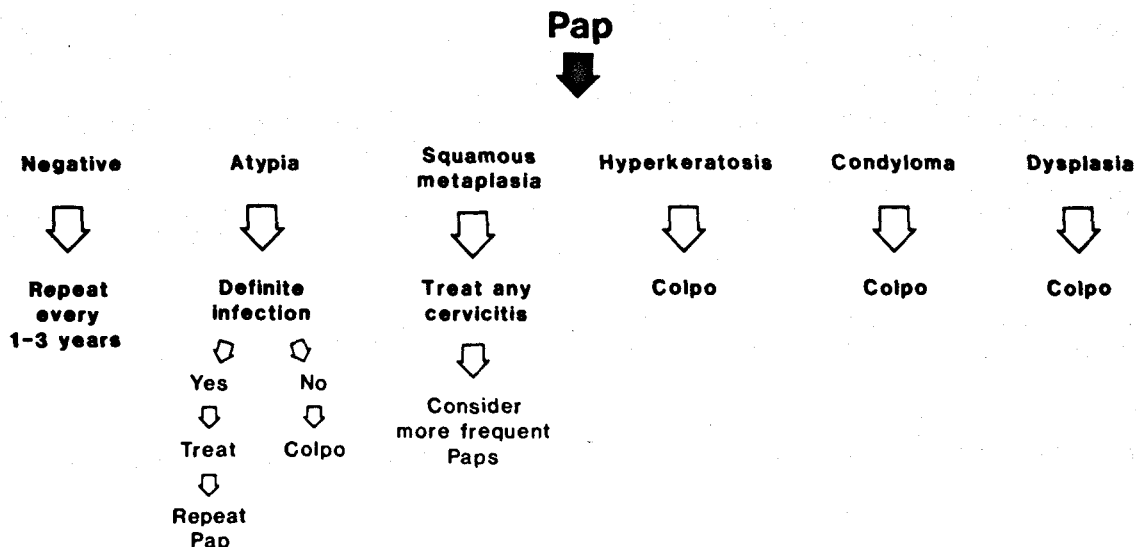 Pap
Negative
Atypia
Squamous
metaplasia
Hyperkeratosis
Condyloma
Dysplasia
Repeat
every
1-3 years
Definite
infection
Treat any
cervicitis
Colpo
Colpo
Colpo
Yes
No
Treat
Colpo
Repeat
Pap
Consider
more frequent
Paps